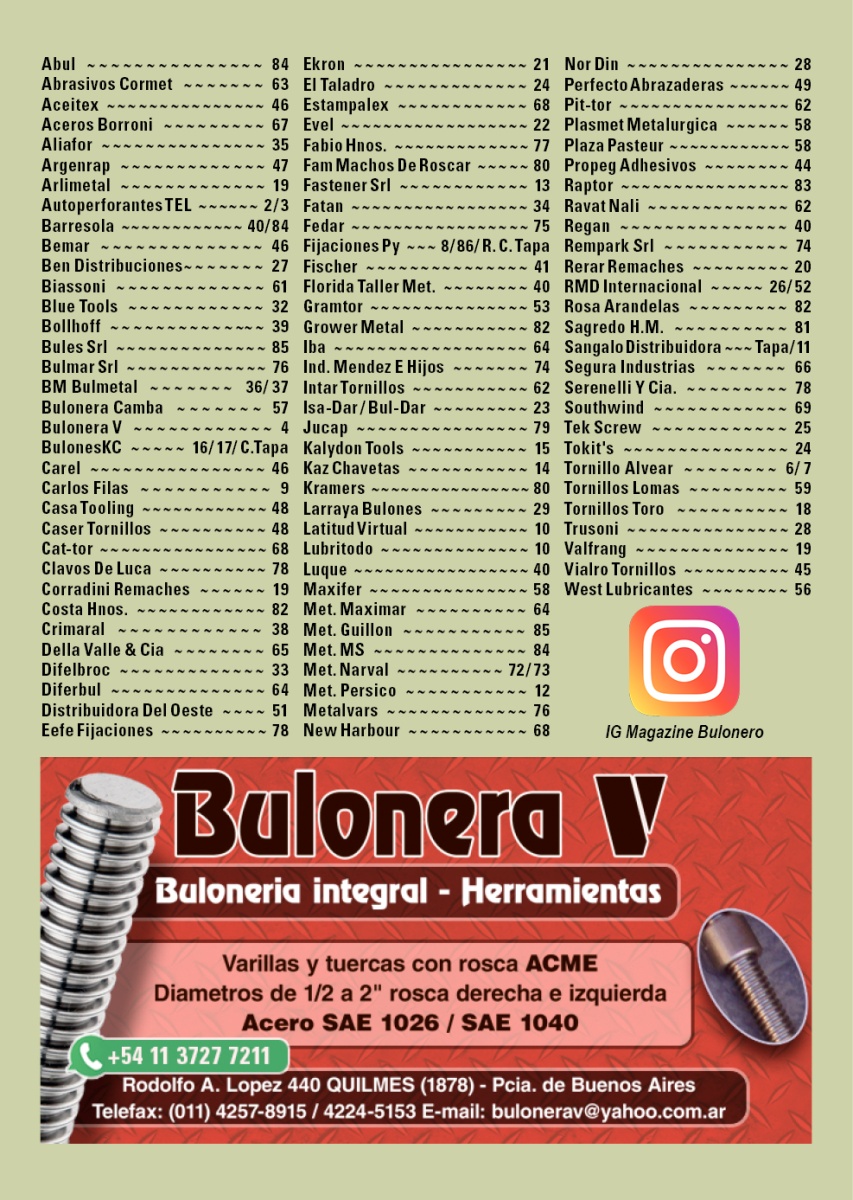 Abul ~~~~~~~~~~~~~~~ 84
Abrasivos Cormet ~~~~~~~ 63
Aceitex ~~~~~~~~~~~~~ 46
Aceros Borroni ~~~~~~~~~ 67
Aliafor ~~~~~~~~~~~~~~ 35
Argenrap ~~~~~~~~~~~~ 47
Arlimetal ~~~~~~~~~~~~ 19
Autoperforantes TEL ~~~~~~ 2/3
Barresola ~~~~~~~~~~~ 40/84
Bemar ~~~~~~~~~~~~~~ 46
Ben Distribuciones~~~~~~~ 27
Biassoni ~~~~~~~~~~~~ 61
Blue Tools ~~~~~~~~~~~~ 32
Bollhoff ~~~~~~~~~~~~~ 39
Bules Srl ~~~~~~~~~~~~ 85
Bulmar Srl ~~~~~~~~~~~~ 76
BM Bulmetal ~~~~~~~ 36/37
Bulonera Camba ~~~~~~~ 57
Bulonera V ~~~~~~~~~~~~ 4
BulonesKC ~~~~~ 16/17/C.Tapa
Carel ~~~~~~~~~~~~~~~ 46
Carlos Filas ~~~~~~~~~~~ 9
Casa Tooling ~~~~~~~~~~~ 48
Caser Tornillos ~~~~~~~~~~ 48
Cat-tor ~~~~~~~~~~~~~~ 68
Clavos De Luca ~~~~~~~~~ 78
Corradini Remaches ~~~~~~ 19
Costa Hnos. ~~~~~~~~~~~ 82
Crimaral ~~~~~~~~~~~~ 38
Della Valle & Cia ~~~~~~~~ 65
Difelbroc ~~~~~~~~~~~~ 33
Diferbul ~~~~~~~~~~~~~ 64
Distribuidora Del Oeste ~~~~ 51
Eefe Fijaciones ~~~~~~~~~~ 78
Ekron ~~~~~~~~~~~~~~~ 21
El Taladro ~~~~~~~~~~~~~ 24
Estampalex ~~~~~~~~~~~ 68
Evel ~~~~~~~~~~~~~~~~ 22
Fabio Hnos. ~~~~~~~~~~~~ 77
Fam Machos De Roscar ~~~~~ 80
Fastener Srl ~~~~~~~~~~~ 13
Fatan ~~~~~~~~~~~~~~~ 34
Fedar ~~~~~~~~~~~~~~~ 75
Fijaciones Py ~~~ 8/86/R.C.Tapa
Fischer ~~~~~~~~~~~~~~ 41
Florida Taller Met. ~~~~~~~~ 40
Gramtor ~~~~~~~~~~~~~ 53
Grower Metal ~~~~~~~~~~ 82
Iba ~~~~~~~~~~~~~~~~~ 64
Ind. Mendez E Hijos ~~~~~~~ 74
Intar Tornillos ~~~~~~~~~~ 62
Isa-Dar/Bul-Dar ~~~~~~~~~ 23
Jucap ~~~~~~~~~~~~~~~ 79
Kalydon Tools ~~~~~~~~~~ 15
Kaz Chavetas ~~~~~~~~~~ 14
Kramers ~~~~~~~~~~~~~~ 80
Larraya Bulones ~~~~~~~~ 29
Latitud Virtual ~~~~~~~~~~ 10
Lubritodo ~~~~~~~~~~~~ 10
Luque ~~~~~~~~~~~~~~ 40
Maxifer ~~~~~~~~~~~~~ 58
Met. Maximar ~~~~~~~~~~ 64
Met. Guillon ~~~~~~~~~~~ 85
Met. MS ~~~~~~~~~~~~~ 84
Met. Narval ~~~~~~~~~~ 72/73
Met. Persico ~~~~~~~~~~~ 12
Metalvars ~~~~~~~~~~~~ 76
New Harbour ~~~~~~~~~~~ 68
Nor Din ~~~~~~~~~~~~~~ 28
Perfecto Abrazaderas ~~~~~~ 49
Pit-tor ~~~~~~~~~~~~~~ 62
Plasmet Metalurgica ~~~~~~ 58
Plaza Pasteur ~~~~~~~~~~~ 58
Propeg Adhesivos ~~~~~~~~ 44
Raptor ~~~~~~~~~~~~~~ 83
Ravat Nali ~~~~~~~~~~~~ 62
Regan ~~~~~~~~~~~~~~ 40
Rempark Srl ~~~~~~~~~~~ 74
Rerar Remaches ~~~~~~~~~ 20
RMD Internacional ~~~~~ 26/52
Rosa Arandelas ~~~~~~~~~ 82
Sagredo H.M. ~~~~~~~~~~ 81
Sangalo Distribuidora ~~~ Tapa/11
Segura Industrias ~~~~~~~ 66
Serenelli Y Cia. ~~~~~~~~~ 78
Southwind ~~~~~~~~~~~~ 69
Tek Screw ~~~~~~~~~~~~ 25
Tokit's ~~~~~~~~~~~~~~ 24
Tornillo Alvear ~~~~~~~~ 6/7
Tornillos Lomas ~~~~~~~~~ 59
Tornillos Toro ~~~~~~~~~ 18
Trusoni ~~~~~~~~~~~~~~ 28
Valfrang ~~~~~~~~~~~~~ 19
Vialro Tornillos ~~~~~~~~~ 45
West Lubricantes ~~~~~~~~ 56
IG Magazine Bulonero
Bulonera V
Buloneria integral - Herramientas
Varillas y tuercas con rosca ACME
Diametros de 1/2 a 2" rosca derecha e izquierda
Acero SAE 1026 / SAE 1040
+54 11 3727 7211
Rodolfo A. Lopez 440 QUILMES (1878) - Pcia. de Buenos Aires
Telefax: (011) 4257-8915 / 4224-5153 E-mail: bulonerav@yahoo.com.ar